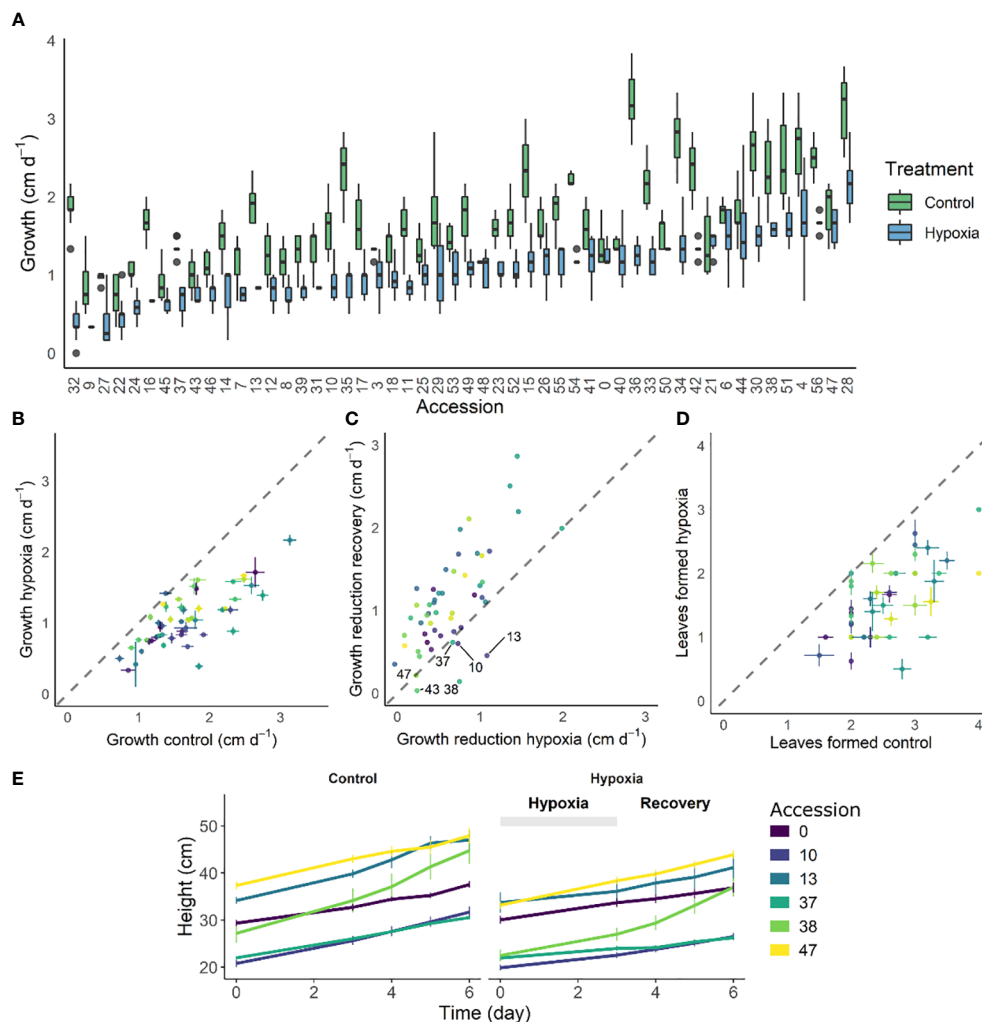 A
4
3
2
1
0
Growth (cm d⁻¹)
32 9 27 22 24 16 45 37 43 46 14 7 13 12 8 39 31 10 35 17 3 18 11 25 29 53 49 48 23 52 15 26 55 54 41 0 40 36 33 50 34 42 21 6 44 30 38 51 4 56 47 28
Accession
Treatment
Control
Hypoxia
B
Growth hypoxia (cm d⁻¹)
3
2
1
0
0 1 2 3
Growth control (cm d⁻¹)
C
Growth reduction recovery (cm d⁻¹)
3
2
1
0
13
37
10
47
43 38
0 1 2 3
Growth reduction hypoxia (cm d⁻¹)
D
Leaves formed hypoxia
4
3
2
1
0
0 1 2 3 4
Leaves formed control
E
Control
Hypoxia
Hypoxia Recovery
Height (cm)
50
40
30
20
0 2 4 6
0 2 4 6
Time (day)
Accession
0
10
13
37
38
47